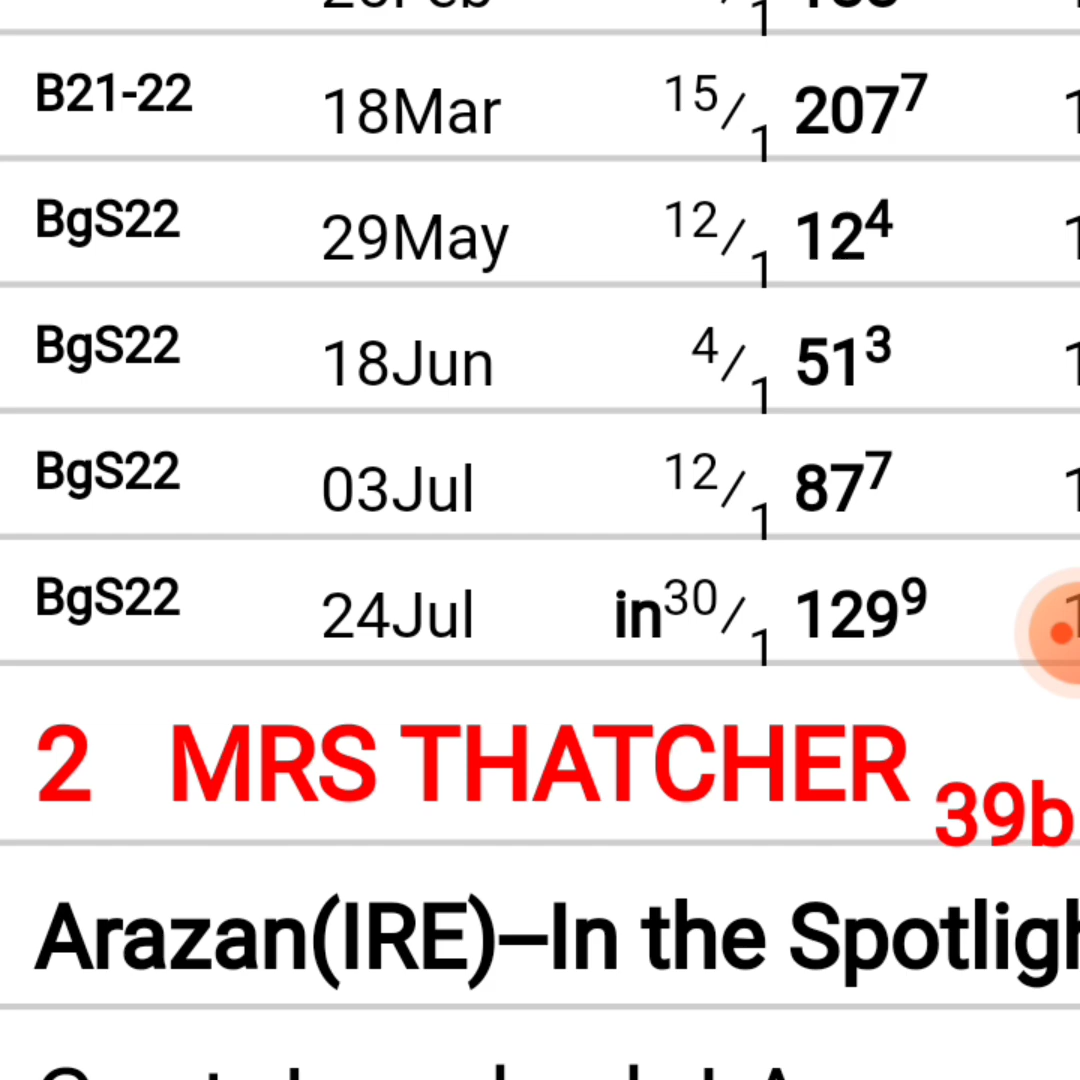 B21-22 18Mar 15/1 207⁷
BgS22 29May 12/1 12⁴
BgS22 18Jun 4/1 51³
BgS22 03Jul 12/1 87⁷
BgS22 24Jul in30/1 129⁹
2 MRS THATCHER 39b
Arazan(IRE)–In the Spotligh